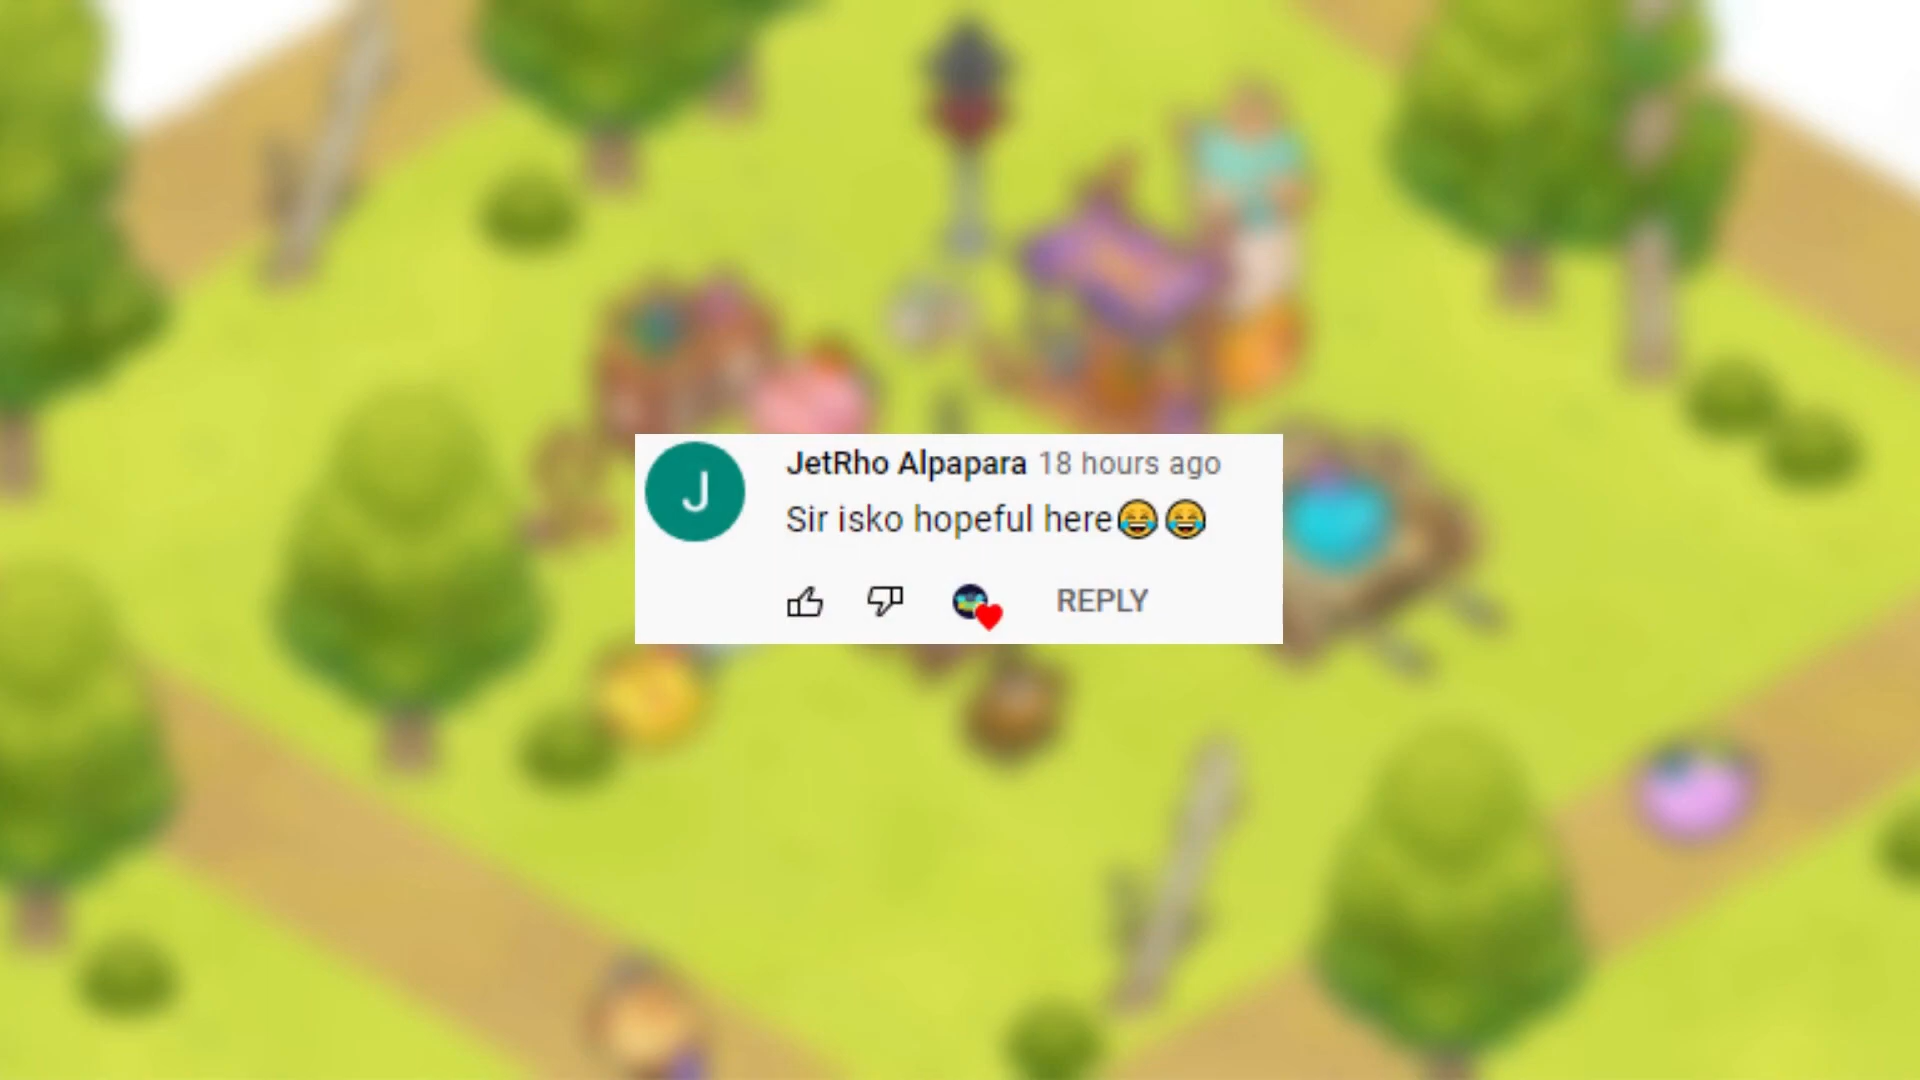 J
JetRho Alpapara 18 hours ago
Sir isko hopeful here😂😂
REPLY